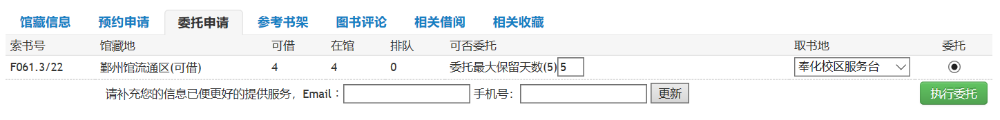 馆藏信息 预约申请 委托申请 参考书架 图书评论 相关借阅 相关收藏
索书号 馆藏地 可借 在馆 排队 可否委托 取书地 委托
F061.3/22 鄞州馆流通区(可借) 4 4 0 委托最大保留天数(5) 5 奉化校区服务台
请补充您的信息已便更好的提供服务，Email： 手机号： 更新 执行委托